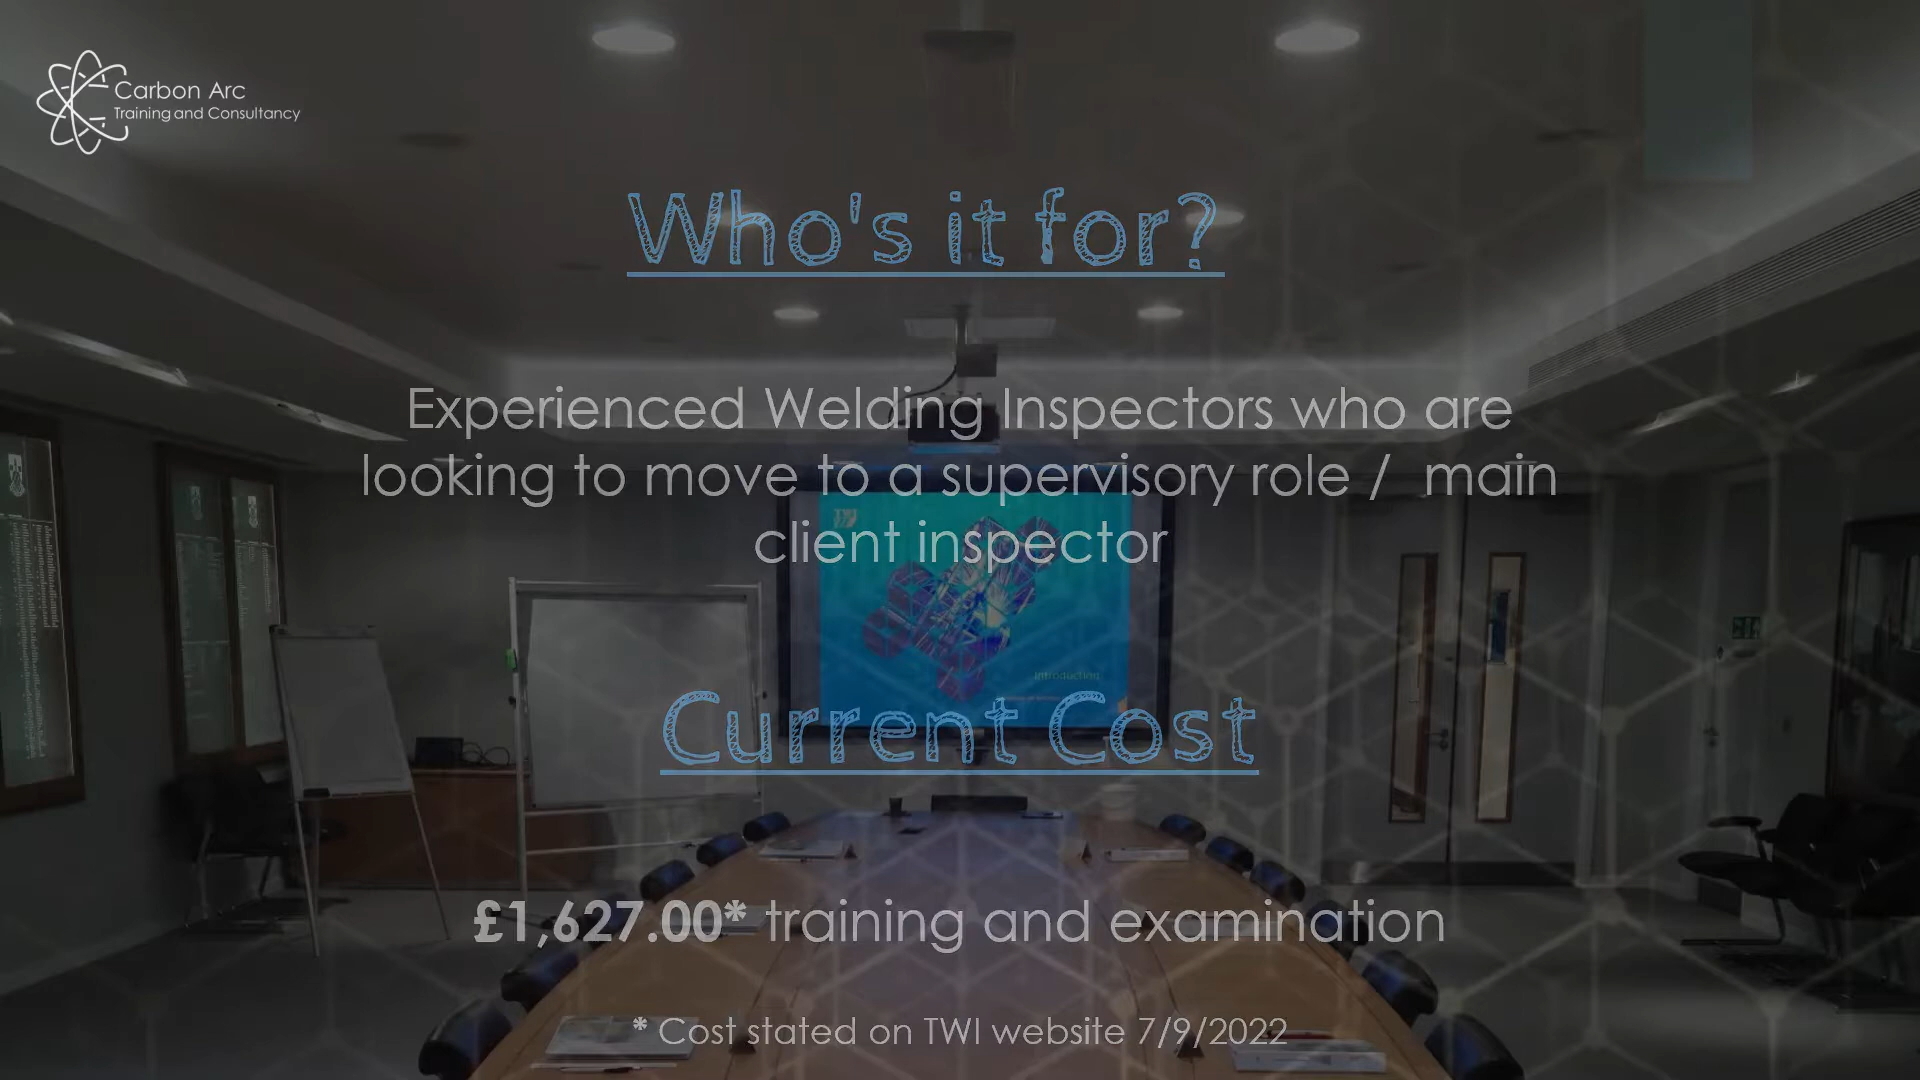 Carbon Arc
Training and Consultancy
Who's it for?
Experienced Welding Inspectors who are
looking to move to a supervisory role / main
client inspector
Introduction
Current Cost
£1,627.00* training and examination
* Cost stated on TWI website 7/9/2022